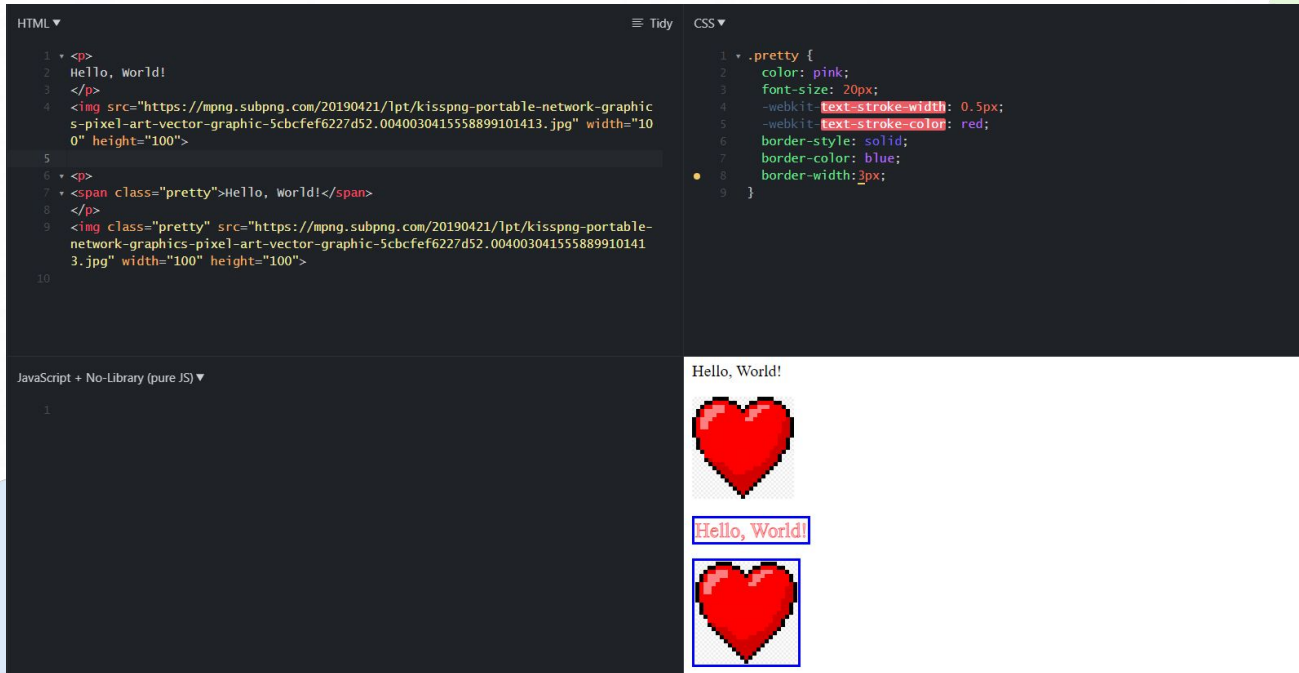 HTML▼
Tidy
1 <p>
2 Hello, World!
3 </p>
4 <img src="https://mpng.subpng.com/20190421/lpt/kisspng-portable-network-graphic
s-pixel-art-vector-graphic-5cbcfef6227d52.0040030415558899101413.jpg" width="10
0" height="100">
5
6 <p>
7 <span class="pretty">Hello, World!</span>
8 </p>
9 <img class="pretty" src="https://mpng.subpng.com/20190421/lpt/kisspng-portable-
network-graphics-pixel-art-vector-graphic-5cbcfef6227d52.004003041555889910141
3.jpg" width="100" height="100">
10
CSS▼
1 .pretty {
2 color: pink;
3 font-size: 20px;
4 -webkit-text-stroke-width: 0.5px;
5 -webkit-text-stroke-color: red;
6 border-style: solid;
7 border-color: blue;
8 border-width:3px;
9 }
JavaScript + No-Library (pure JS)▼
1
Hello, World!
Hello, World!